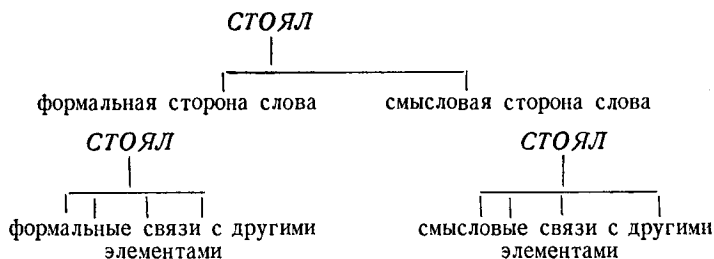 СТОЯЛ
формальная сторона слова смысловая сторона слова
СТОЯЛ СТОЯЛ
формальные связи с другими элементами
смысловые связи с другими элементами